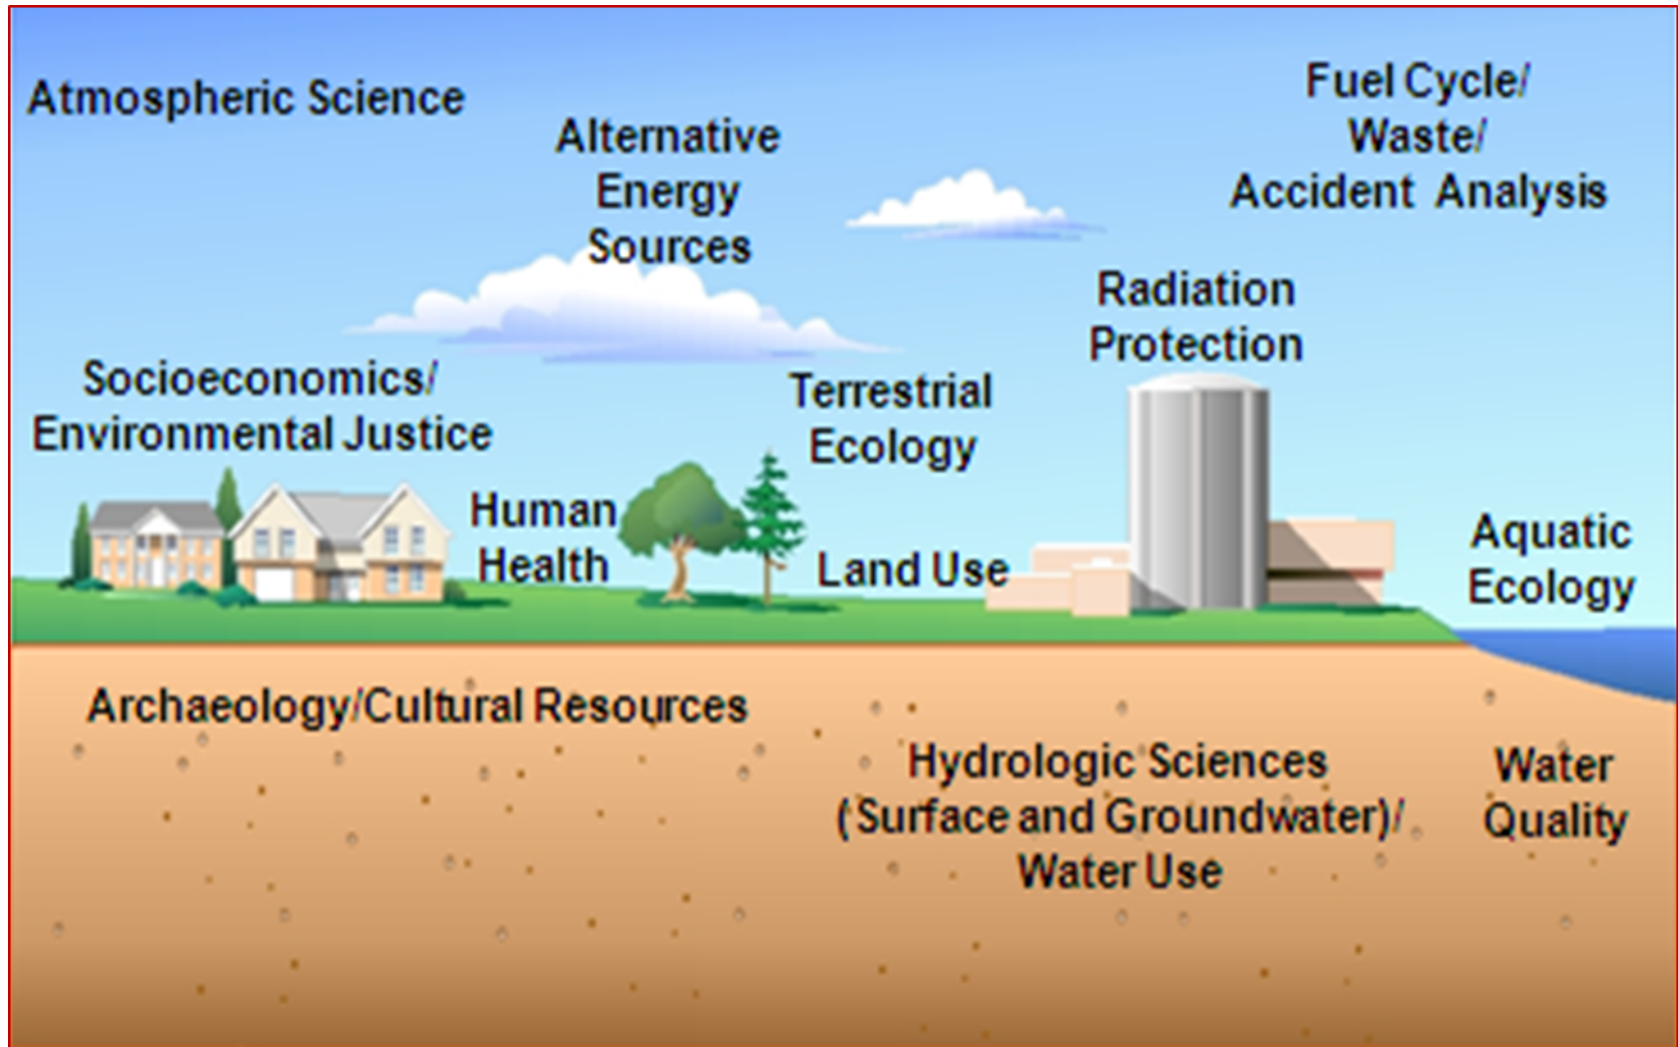 Atmospheric Science
Alternative
Energy
Sources
Fuel Cycle/
Waste/
Accident Analysis
Radiation
Protection
Socioeconomics/
Environmental Justice
Terrestrial
Ecology
Human
Health
Land Use
Aquatic
Ecology
Archaeology/Cultural Resources
Hydrologic Sciences
(Surface and Groundwater)/
Water Use
Water
Quality